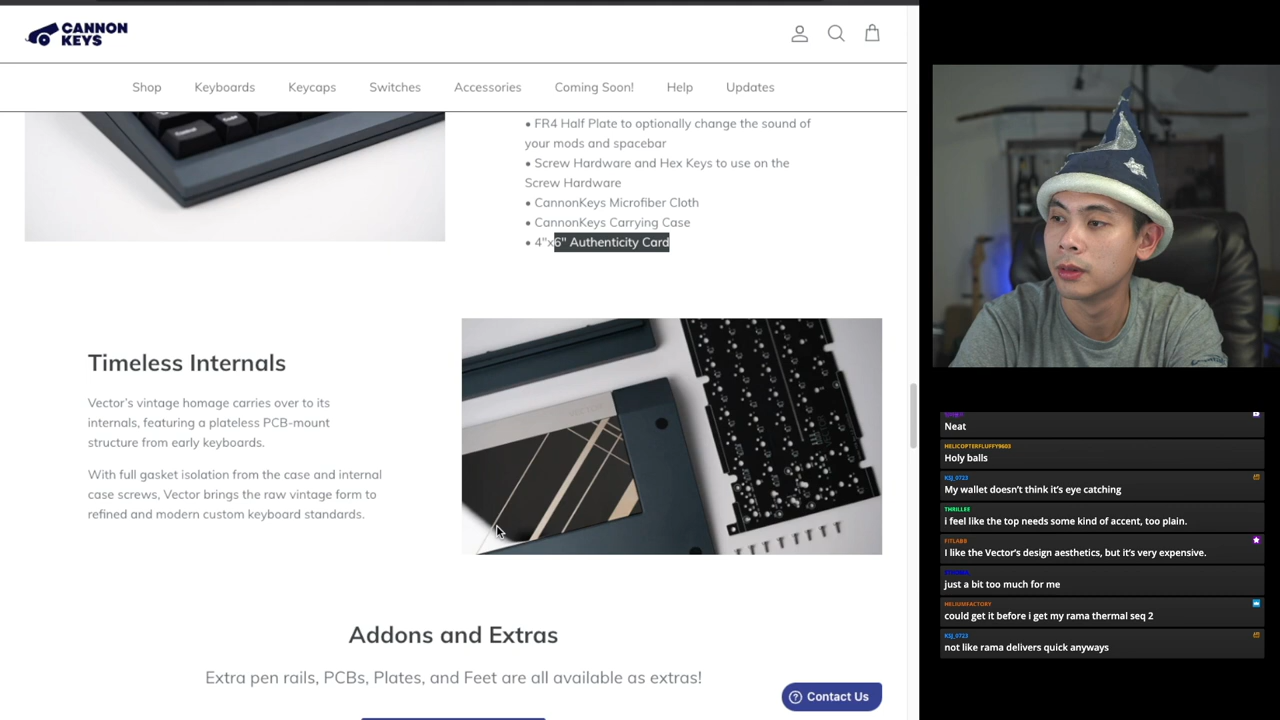 CANNON
KEYS
Shop
Keyboards
Keycaps
Switches
Accessories
Coming Soon!
Help
Updates
• FR4 Half Plate to optionally change the sound of
your mods and spacebar
• Screw Hardware and Hex Keys to use on the
Screw Hardware
• CannonKeys Microfiber Cloth
• CannonKeys Carrying Case
• 4"x6" Authenticity Card
Timeless Internals
Vector's vintage homage carries over to its
internals, featuring a plateless PCB-mount
structure from early keyboards.
With full gasket isolation from the case and internal
case screws, Vector brings the raw vintage form to
refined and modern custom keyboard standards.
Addons and Extras
Extra pen rails, PCBs, Plates, and Feet are all available as extras!
Contact Us
Neat
HELICOPTERFLUFFY9603
Holy balls
KSJ_0723
My wallet doesn't think it's eye catching
THRILLEE
i feel like the top needs some kind of accent, too plain.
FITLABS
I like the Vector's design aesthetics, but it's very expensive.
just a bit too much for me
HELIUMFACTORY
could get it before i get my rama thermal seq 2
KSJ_0723
not like rama delivers quick anyways